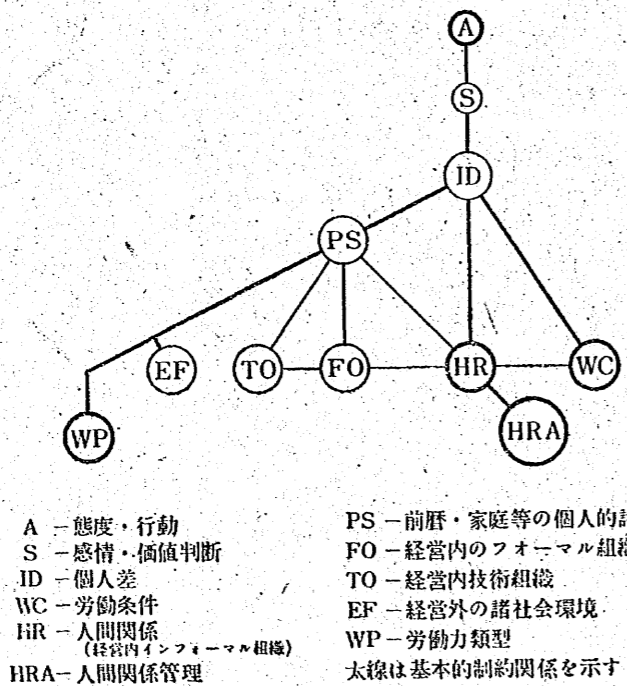 A
S
ID
PS
EF
TO
FO
HR
WC
WP
HRA
A －態度・行動
S －感情・価値判断
ID －個人差
WC －労働条件
HR －人間関係
(経営内インフォーマル組織)
HRA－人間関係管理
PS －前暦・家庭等の個人的
FO －経営内のフォーマル組
TO －経営内技術組織
EF －経営外の諸社会環境
WP－労働力類型
太線は基本的制約関係を示す